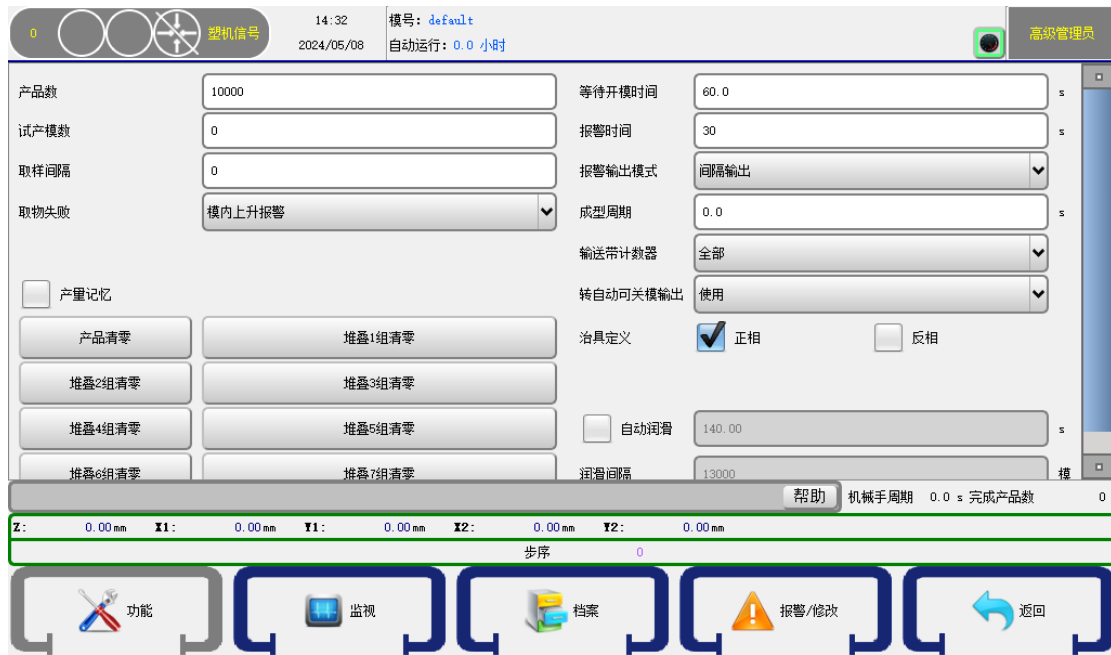 0 塑机信号 14:32 模号: default 高级管理员
2024/05/08 自动运行: 0.0 小时
产品数 10000 等待开模时间 60.0 s
试产模数 0 报警时间 30 s
取样间隔 0 报警输出模式 间隔输出
取物失败 模内上升报警 成型周期 0.0 s
输送带计数器 全部
产量记忆 转自动可关模输出 使用
产品清零 堆叠1组清零 治具定义 正相 反相
堆叠2组清零 堆叠3组清零
堆叠4组清零 堆叠5组清零 自动润滑 140.00 s
堆叠6组清零 堆叠7组清零 润滑间隔 13000 模
帮助 机械手周期 0.0 s 完成产品数 0
Z: 0.00mm X1: 0.00mm Y1: 0.00mm X2: 0.00mm Y2: 0.00mm
步序 0
功能 监视 档案 报警/修改 返回